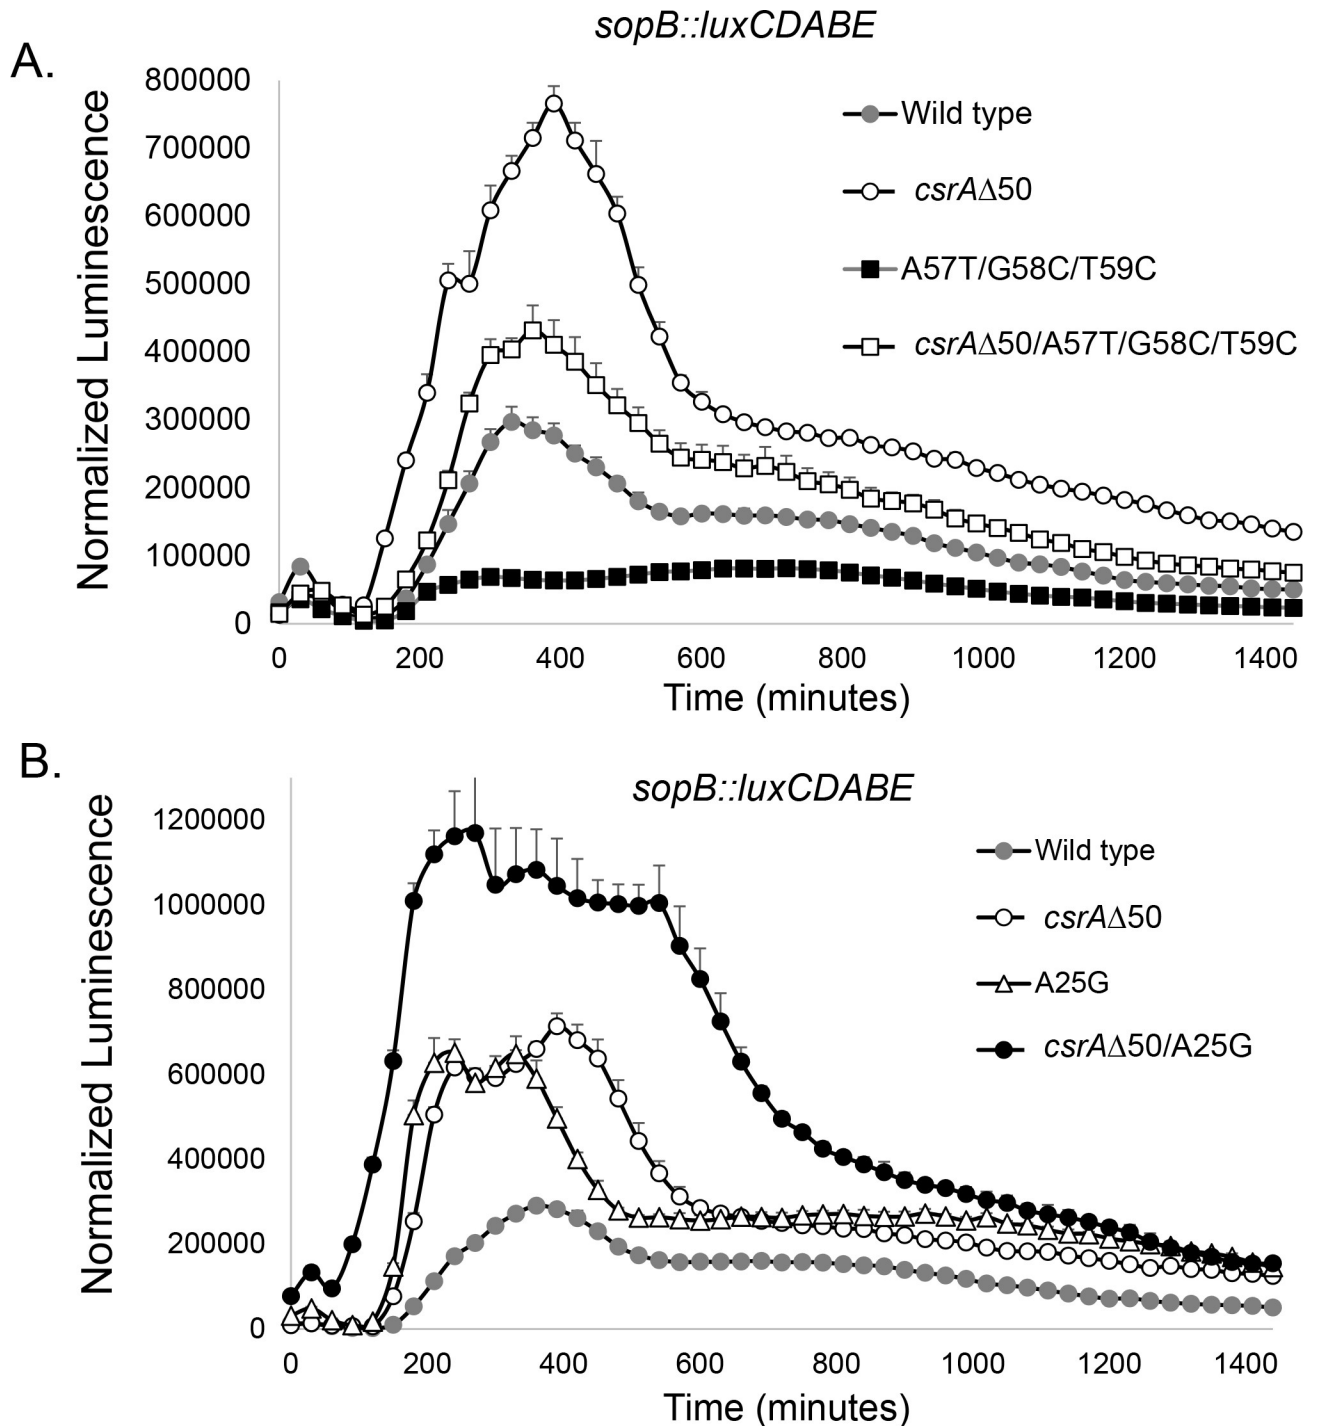 sopB::luxCDABE
A.
Normalized Luminescence
800000
700000
600000
500000
400000
300000
200000
100000
0
Wild type
csrAΔ50
A57T/G58C/T59C
csrAΔ50/A57T/G58C/T59C
0 200 400 600 800 1000 1200 1400
Time (minutes)
B.
sopB::luxCDABE
Normalized Luminescence
1200000
1000000
800000
600000
400000
200000
0
Wild type
csrAΔ50
A25G
csrAΔ50/A25G
0 200 400 600 800 1000 1200 1400
Time (minutes)